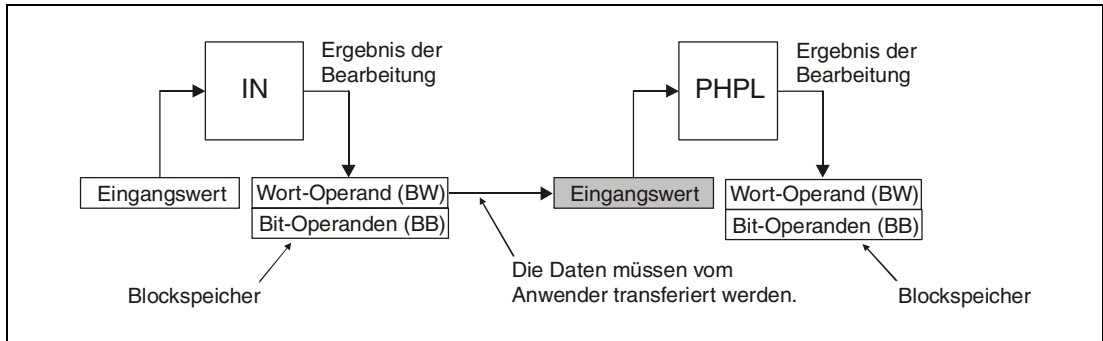 Ergebnis der
Bearbeitung
IN
Eingangswert
Wort-Operand (BW)
Bit-Operanden (BB)
Blockspeicher
Die Daten müssen vom
Anwender transferiert werden.
Ergebnis der
Bearbeitung
PHPL
Eingangswert
Wort-Operand (BW)
Bit-Operanden (BB)
Blockspeicher